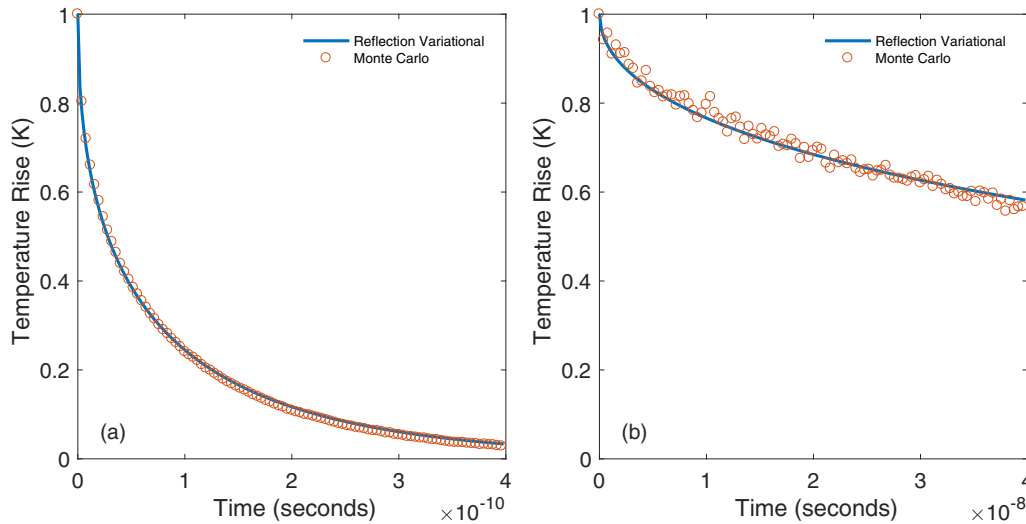 1
0.8
0.6
0.4
0.2
0
Temperature Rise (K)
Reflection Variational
Monte Carlo
(a)
0 1 2 3 4
Time (seconds) ×10-10
1
0.8
0.6
0.4
0.2
0
Temperature Rise (K)
Reflection Variational
Monte Carlo
(b)
0 1 2 3 4
Time (seconds) ×10-8